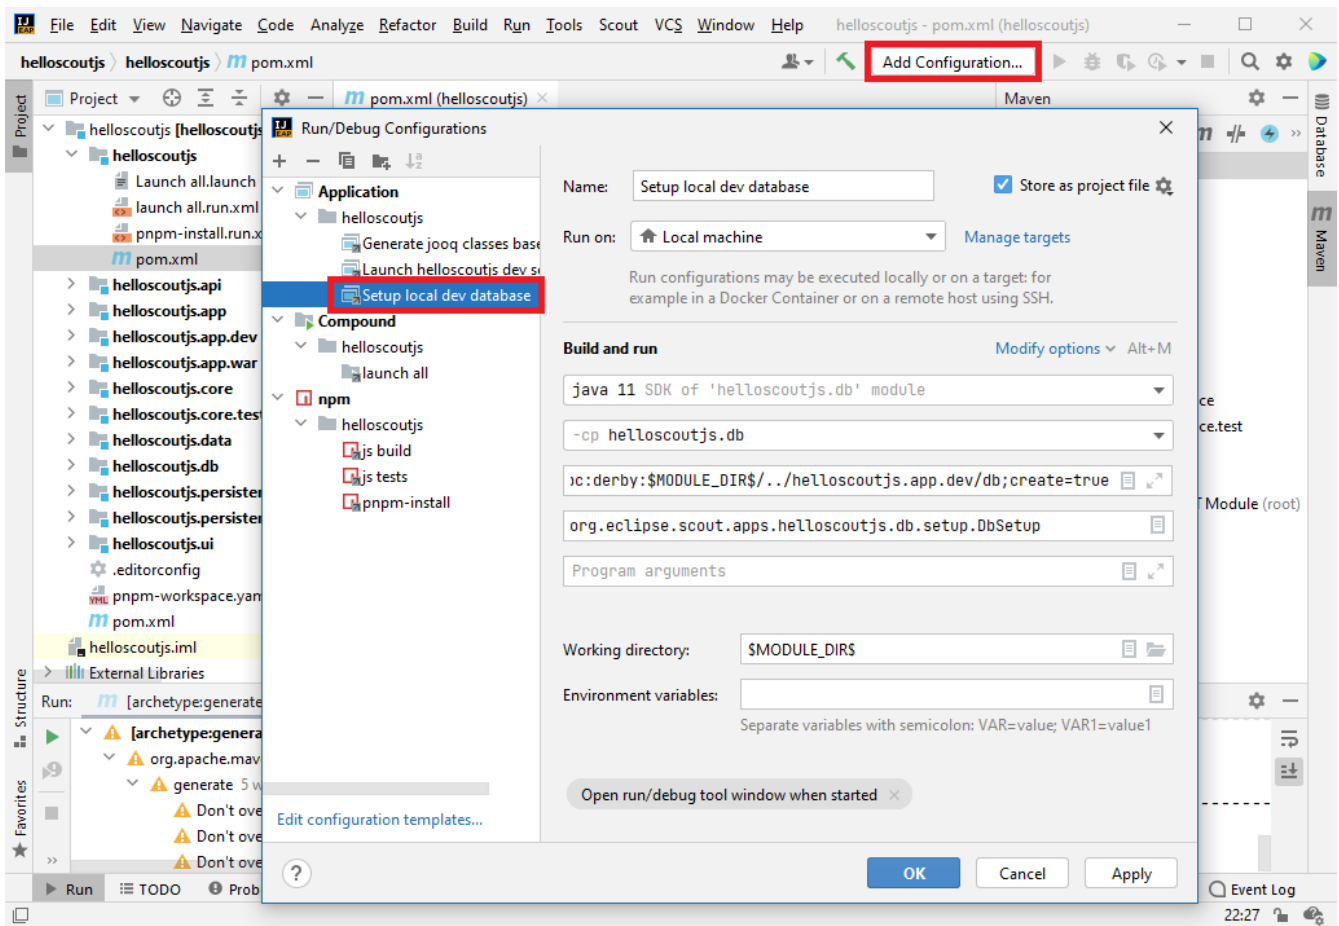 File Edit View Navigate Code Analyze Refactor Build Run Tools Scout VCS Window Help helloscoutjs - pom.xml (helloscoutjs)
helloscoutjs helloscoutjs pom.xml Add Configuration...
Project
Project
pom.xml (helloscoutjs)
Maven
helloscoutjs [helloscoutjs
helloscoutjs
Launch all.launch
launch all.run.xml
pnpm-install.run.x
pom.xml
helloscoutjs.api
helloscoutjs.app
helloscoutjs.app.dev
helloscoutjs.app.war
helloscoutjs.core
helloscoutjs.core.test
helloscoutjs.data
helloscoutjs.db
helloscoutjs.persister
helloscoutjs.persister
helloscoutjs.ui
.editorconfig
pnpm-workspace.yam
pom.xml
helloscoutjs.iml
External Libraries
Run/Debug Configurations
Application
helloscoutjs
Generate jooq classes base
Launch helloscoutjs dev se
Setup local dev database
Compound
helloscoutjs
launch all
npm
helloscoutjs
js build
js tests
pnpm-install
Edit configuration templates...
Name: Setup local dev database Store as project file
Run on: Local machine Manage targets
Run configurations may be executed locally or on a target: for
example in a Docker Container or on a remote host using SSH.
Build and run Modify options Alt+M
java 11 SDK of 'helloscoutjs.db' module
-cp helloscoutjs.db
c:derby:$MODULE_DIR$/../helloscoutjs.app.dev/db;create=true
org.eclipse.scout.apps.helloscoutjs.db.setup.DbSetup
Program arguments
Working directory: $MODULE_DIR$
Environment variables:
Separate variables with semicolon: VAR=value; VAR1=value1
Open run/debug tool window when started
OK Cancel Apply
Database
Maven
ce
ce.test
Module (root)
Structure
Favorites
Run: [archetype:generate
[archetype:genera
org.apache.mav
generate 5 w
Don't ove
Don't ove
Don't ove
Run TODO Prob
Event Log
22:27